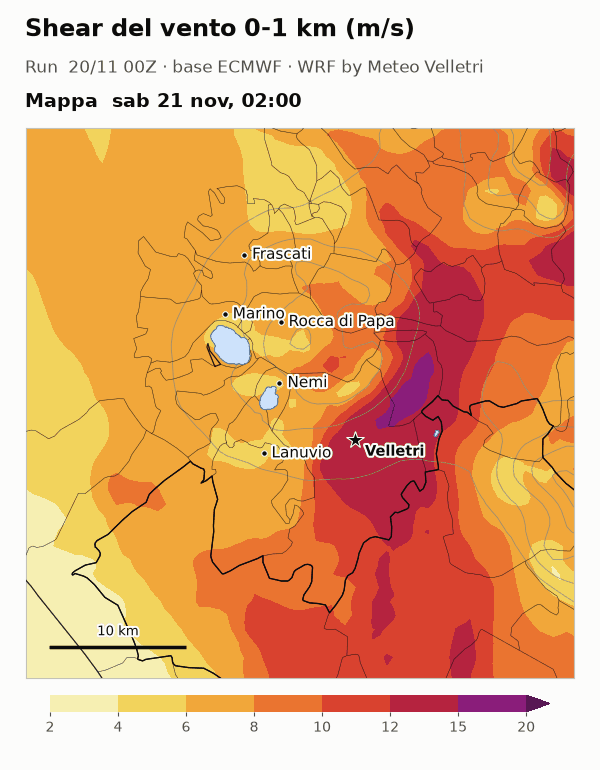 Shear del vento 0-1 km (m/s)
Run  20/11 00Z · base ECMWF · WRF by Meteo Velletri
Mappa  sab 21 nov, 02:00
Frascati
Marino
Rocca di Papa
Nemi
Velletri
Lanuvio
10 km
2 4 6 8 10 12 15 20